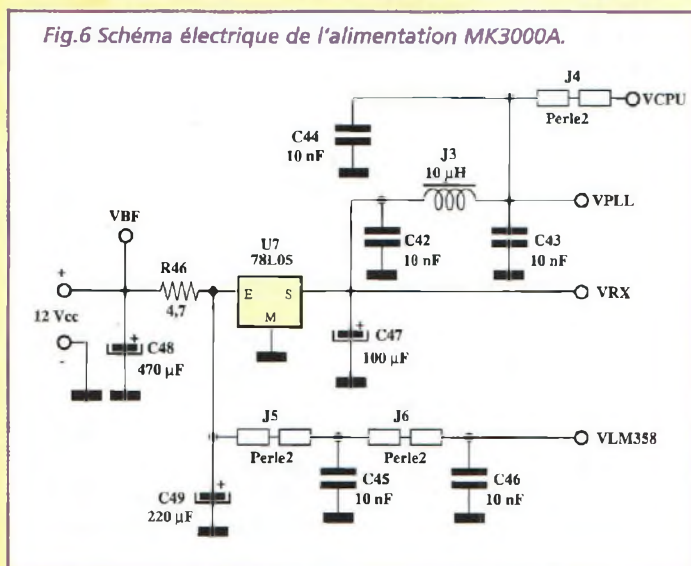 Fig.6 Schéma électrique de l'alimentation MK3000A.
J4
VCPU
Perle2
C44
10 nF
J3
10 µH
VPLL
VBF
U7
78L05
C42
10 nF
C43
10 nF
R46
4,7
E S
M
VRX
+
12 Vcc
-
+
C48
470 µF
+
C47
100 µF
J5
J6
VLM358
Perle2
Perle2
+
C49
220 µF
C45
10 nF
C46
10 nF